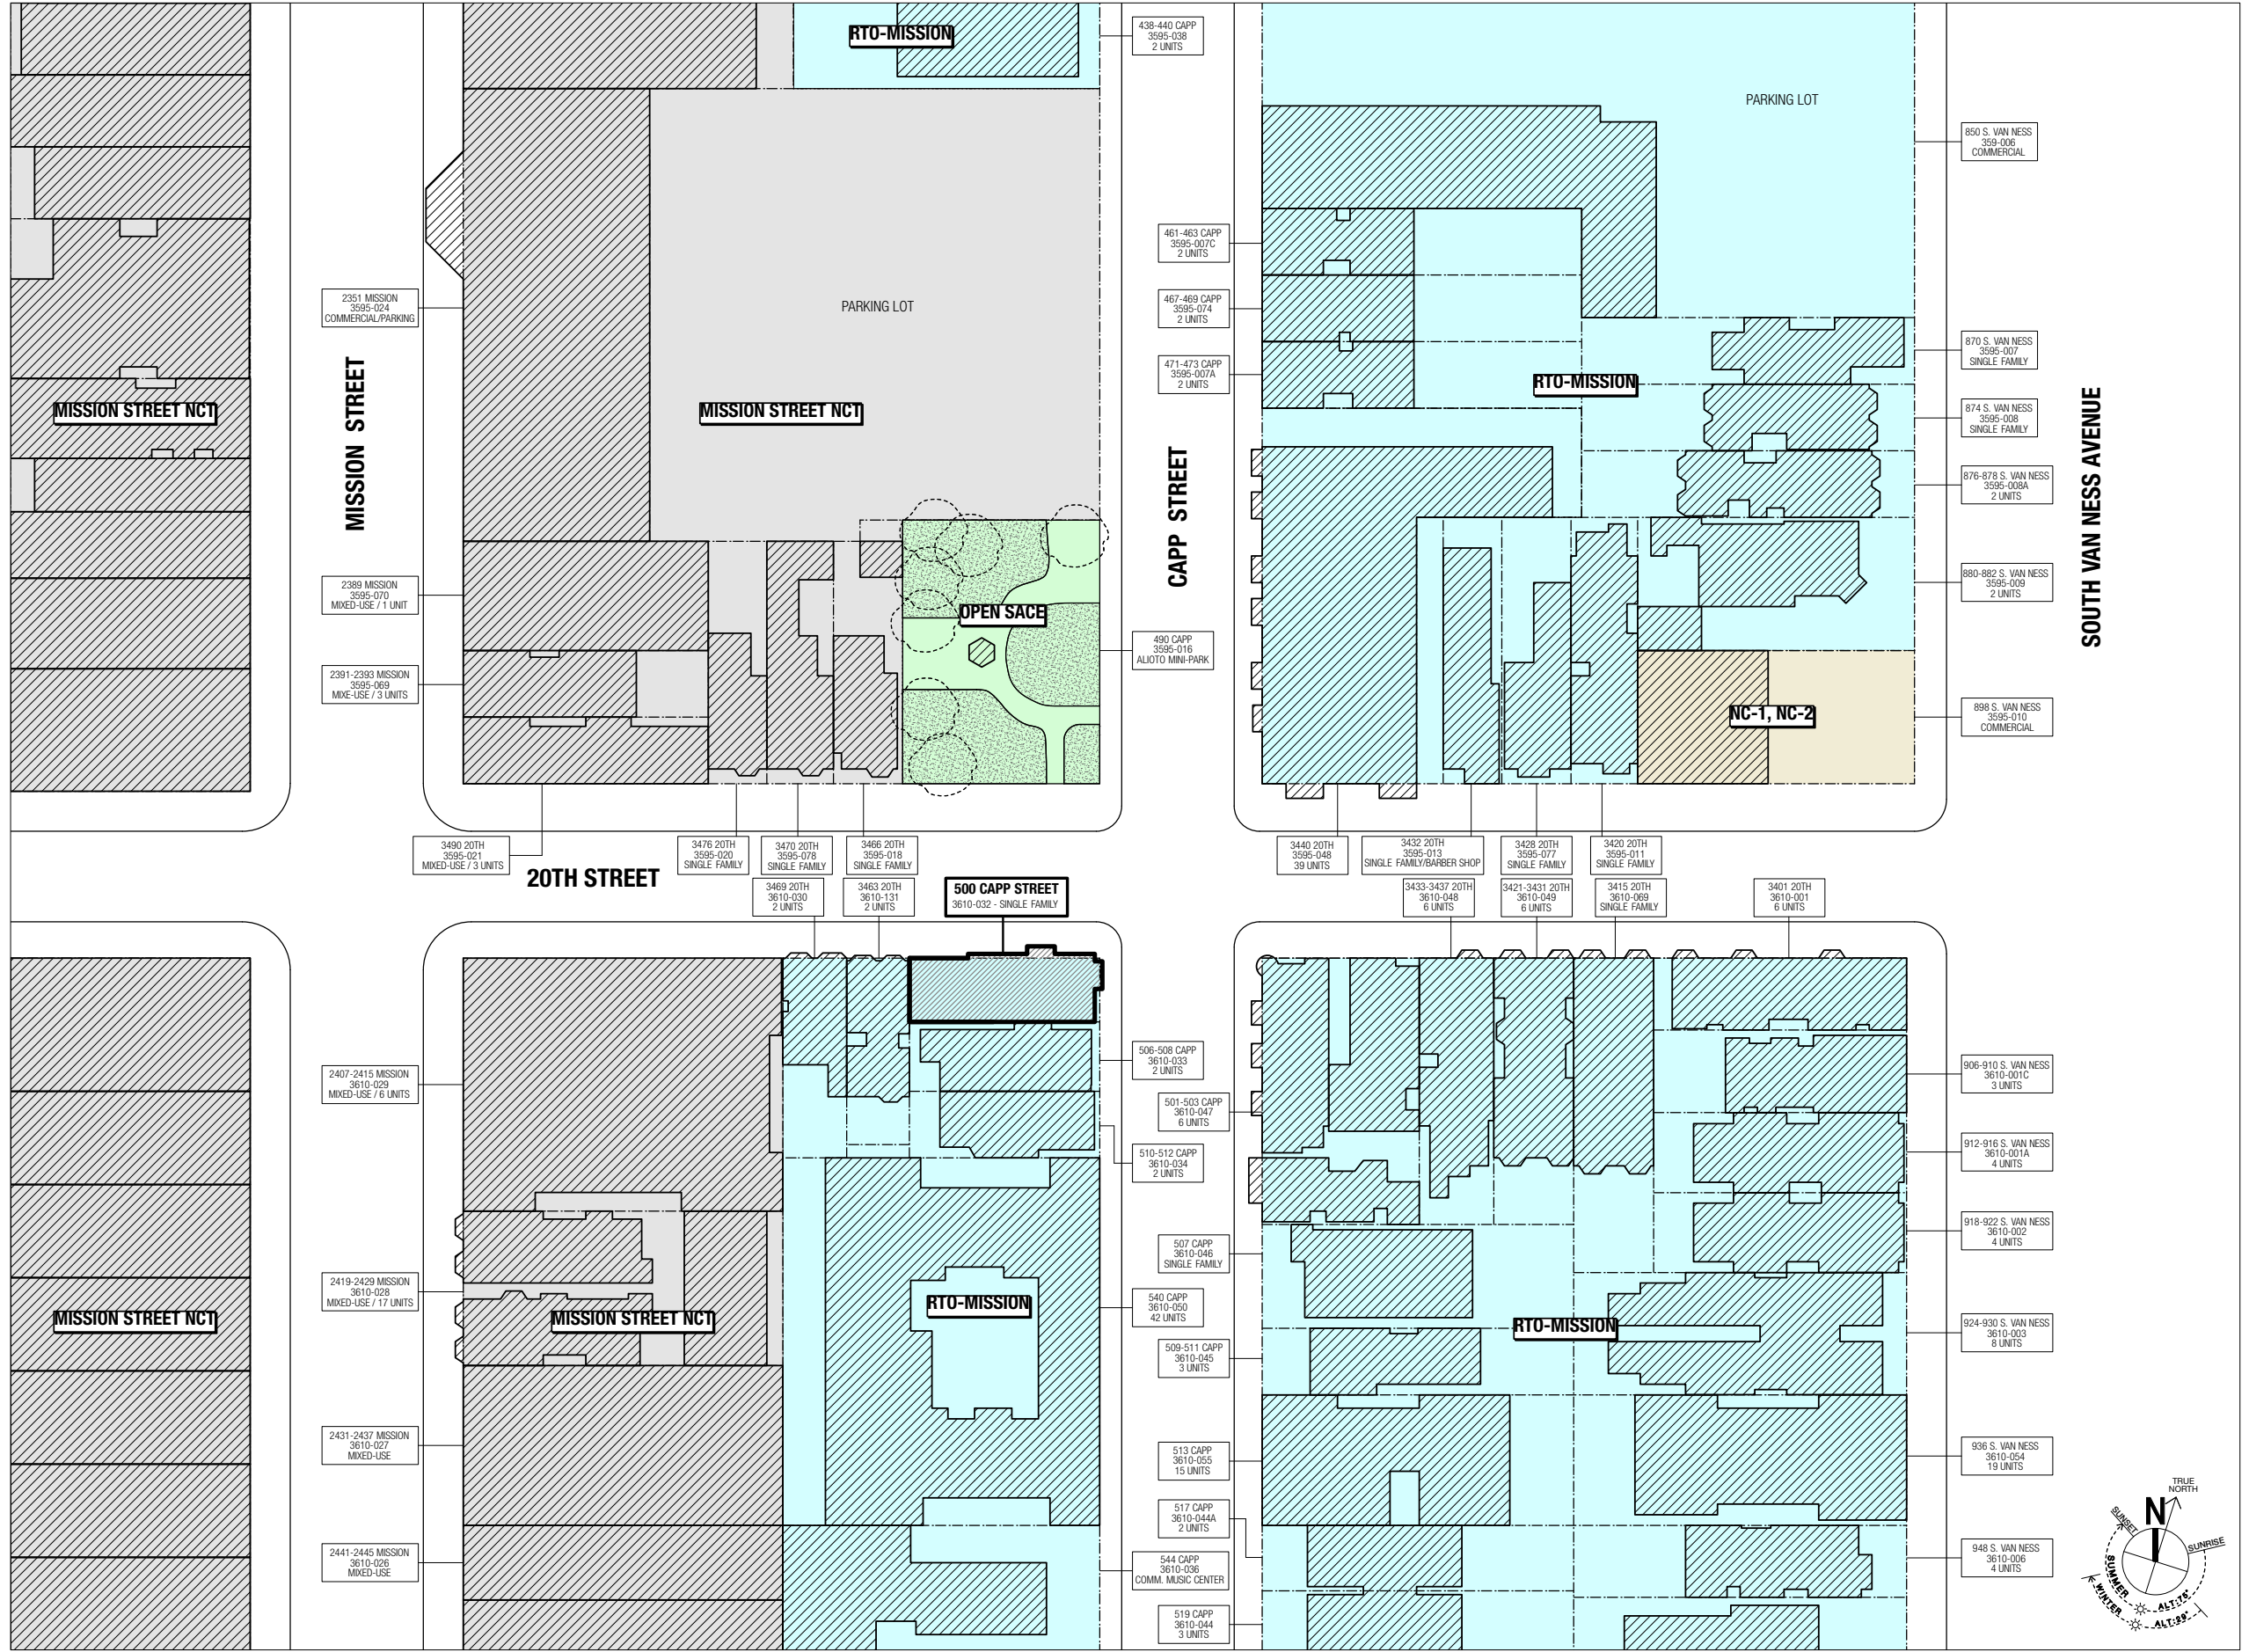 RTO-MISSION
438-440 CAPP
3595-038
2 UNITS
PARKING LOT
850 S. VAN NESS
359-006
COMMERCIAL
461-463 CAPP
3595-007C
2 UNITS
2351 MISSION
3595-024
COMMERCIAL/PARKING
PARKING LOT
467-469 CAPP
3595-074
2 UNITS
870 S. VAN NESS
3595-007
SINGLE FAMILY
471-473 CAPP
3595-007A
2 UNITS
RTO-MISSION
MISSION STREET NCT
MISSION STREET
MISSION STREET NCT
874 S. VAN NESS
3595-008
SINGLE FAMILY
CAPP STREET
SOUTH VAN NESS AVENUE
876-878 S. VAN NESS
3595-008A
2 UNITS
2389 MISSION
3595-070
MIXED-USE / 1 UNIT
OPEN SACE
880-882 S. VAN NESS
3595-009
2 UNITS
490 CAPP
3595-016
ALIOTO MINI-PARK
2391-2393 MISSION
3595-069
MIXE-USE / 3 UNITS
NC-1, NC-2
898 S. VAN NESS
3595-010
COMMERCIAL
3490 20TH
3595-021
MIXED-USE / 3 UNITS
3476 20TH
3595-020
SINGLE FAMILY
3470 20TH
3595-078
SINGLE FAMILY
3466 20TH
3595-018
SINGLE FAMILY
3440 20TH
3595-048
39 UNITS
3432 20TH
3595-013
SINGLE FAMILY/BARBER SHOP
3428 20TH
3595-077
SINGLE FAMILY
3420 20TH
3595-011
SINGLE FAMILY
20TH STREET
3469 20TH
3610-030
2 UNITS
3463 20TH
3610-131
2 UNITS
500 CAPP STREET
3610-032 - SINGLE FAMILY
3433-3437 20TH
3610-048
6 UNITS
3421-3431 20TH
3610-049
6 UNITS
3415 20TH
3610-069
SINGLE FAMILY
3401 20TH
3610-001
6 UNITS
2407-2415 MISSION
3610-029
MIXED-USE / 6 UNITS
506-508 CAPP
3610-033
2 UNITS
906-910 S. VAN NESS
3610-001C
3 UNITS
501-503 CAPP
3610-047
6 UNITS
510-512 CAPP
3610-034
2 UNITS
912-916 S. VAN NESS
3610-001A
4 UNITS
918-922 S. VAN NESS
3610-002
4 UNITS
507 CAPP
3610-046
SINGLE FAMILY
2419-2429 MISSION
3610-028
MIXED-USE / 17 UNITS
MISSION STREET NCT
MISSION STREET NCT
RTO-MISSION
540 CAPP
3610-050
42 UNITS
RTO-MISSION
924-930 S. VAN NESS
3610-003
8 UNITS
509-511 CAPP
3610-045
3 UNITS
2431-2437 MISSION
3610-027
MIXED-USE
513 CAPP
3610-055
15 UNITS
936 S. VAN NESS
3610-054
19 UNITS
517 CAPP
3610-044A
2 UNITS
2441-2445 MISSION
3610-026
MIXED-USE
544 CAPP
3610-036
COMM. MUSIC CENTER
948 S. VAN NESS
3610-006
4 UNITS
519 CAPP
3610-044
3 UNITS
TRUE
NORTH
N
SUNSET
SUNRISE
SUMMER
ALT:76°
WINTER
ALT:29°